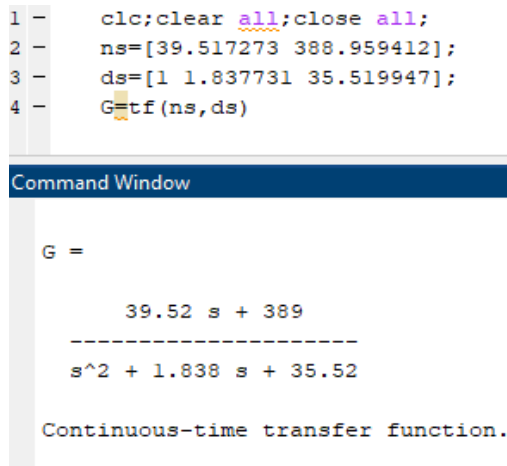 1 - clc;clear all;close all;
2 - ns=[39.517273 388.959412];
3 - ds=[1 1.837731 35.519947];
4 - G=tf(ns,ds)
Command Window
G =
39.52 s + 389
---------------------
s^2 + 1.838 s + 35.52
Continuous-time transfer function.